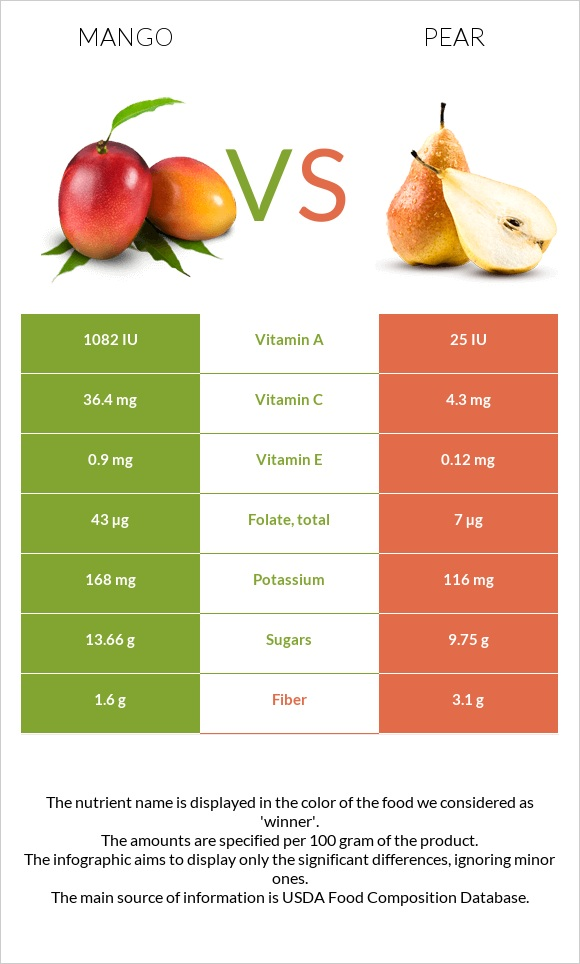 MANGO PEAR
VS
1082 IU Vitamin A 25 IU
36.4 mg Vitamin C 4.3 mg
0.9 mg Vitamin E 0.12 mg
43 µg Folate, total 7 µg
168 mg Potassium 116 mg
13.66 g Sugars 9.75 g
1.6 g Fiber 3.1 g
The nutrient name is displayed in the color of the food we considered as
'winner'.
The amounts are specified per 100 gram of the product.
The infographic aims to display only the significant differences, ignoring minor
ones.
The main source of information is USDA Food Composition Database.